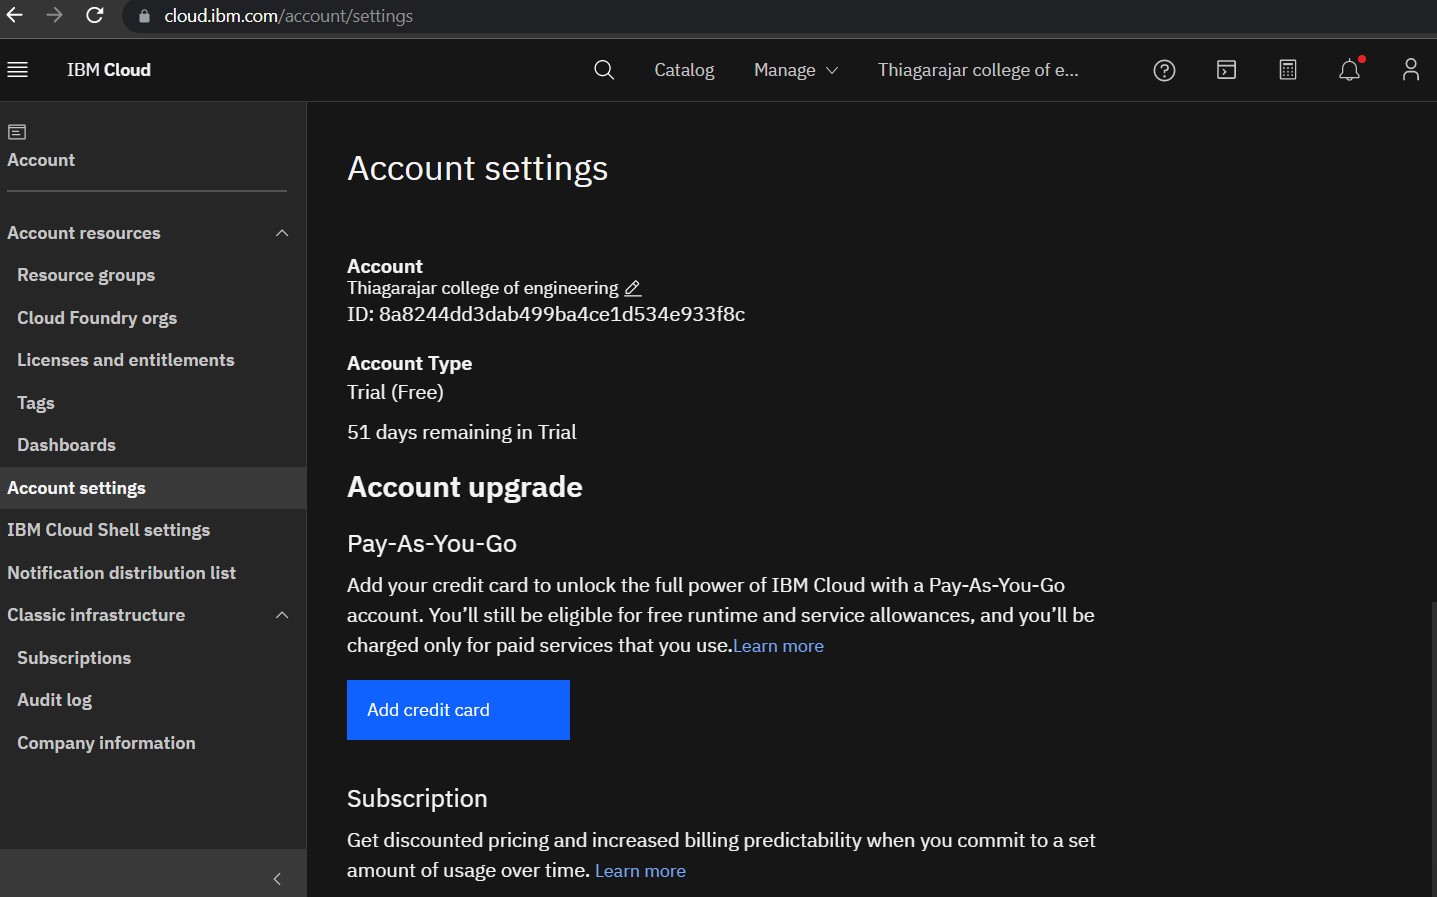 cloud.ibm.com/account/settings
IBM Cloud
Catalog
Manage
Thiagarajar college of e...
Account
Account resources
Resource groups
Cloud Foundry orgs
Licenses and entitlements
Tags
Dashboards
Account settings
IBM Cloud Shell settings
Notification distribution list
Classic infrastructure
Subscriptions
Audit log
Company information
Account settings
Account
Thiagarajar college of engineering
ID: 8a8244dd3dab499ba4ce1d534e933f8c
Account Type
Trial (Free)
51 days remaining in Trial
Account upgrade
Pay-As-You-Go
Add your credit card to unlock the full power of IBM Cloud with a Pay-As-You-Go
account. You’ll still be eligible for free runtime and service allowances, and you’ll be
charged only for paid services that you use.Learn more
Add credit card
Subscription
Get discounted pricing and increased billing predictability when you commit to a set
amount of usage over time. Learn more